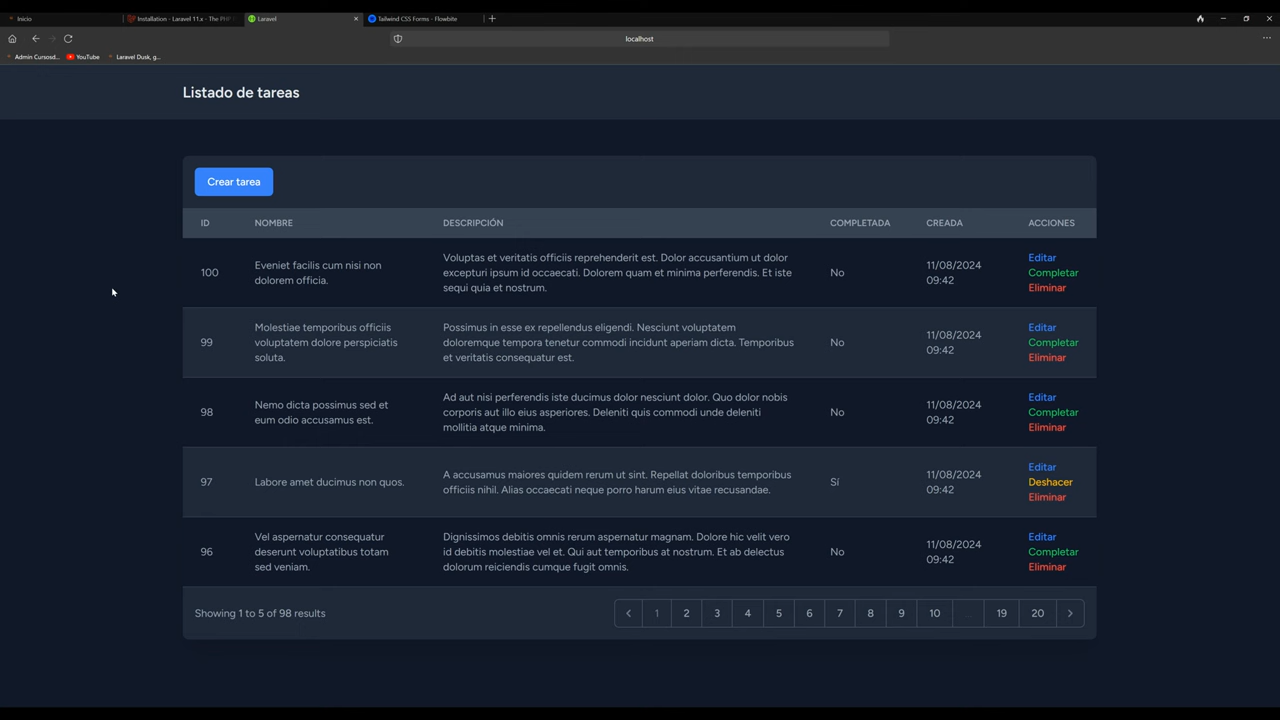 Inicio
Installation - Laravel 11.x - The PHP
Laravel
Tailwind CSS Forms - Flowbite
localhost
Admin Cursosd...
YouTube
Laravel Dusk, g...
Listado de tareas
Crear tarea
ID NOMBRE DESCRIPCIÓN COMPLETADA CREADA ACCIONES
100
Eveniet facilis cum nisi non
dolorem officia.
Voluptas et veritatis officiis reprehenderit est. Dolor accusantium ut dolor
excepturi ipsum id occaecati. Dolorem quam et minima perferendis. Et iste
sequi quia et nostrum.
No
11/08/2024
09:42
Editar
Completar
Eliminar
99
Molestiae temporibus officiis
voluptatem dolore perspiciatis
soluta.
Possimus in esse ex repellendus eligendi. Nesciunt voluptatem
doloremque tempora tenetur commodi incidunt aperiam dicta. Temporibus
et veritatis consequatur est.
No
11/08/2024
09:42
Editar
Completar
Eliminar
98
Nemo dicta possimus sed et
eum odio accusamus est.
Ad aut nisi perferendis iste ducimus dolor nesciunt dolor. Quo dolor nobis
corporis aut illo eius asperiores. Deleniti quis commodi unde deleniti
mollitia atque minima.
No
11/08/2024
09:42
Editar
Completar
Eliminar
97
Labore amet ducimus non quos.
A accusamus maiores quidem rerum ut sint. Repellat doloribus temporibus
officiis nihil. Alias occaecati neque porro harum eius vitae recusandae.
Sí
11/08/2024
09:42
Editar
Deshacer
Eliminar
96
Vel aspernatur consequatur
deserunt voluptatibus totam
sed veniam.
Dignissimos debitis omnis rerum aspernatur magnam. Dolore hic velit vero
id debitis molestiae vel et. Qui aut temporibus at nostrum. Et ab delectus
dolorum reiciendis cumque fugit omnis.
No
11/08/2024
09:42
Editar
Completar
Eliminar
Showing 1 to 5 of 98 results
1 2 3 4 5 6 7 8 9 10 ... 19 20